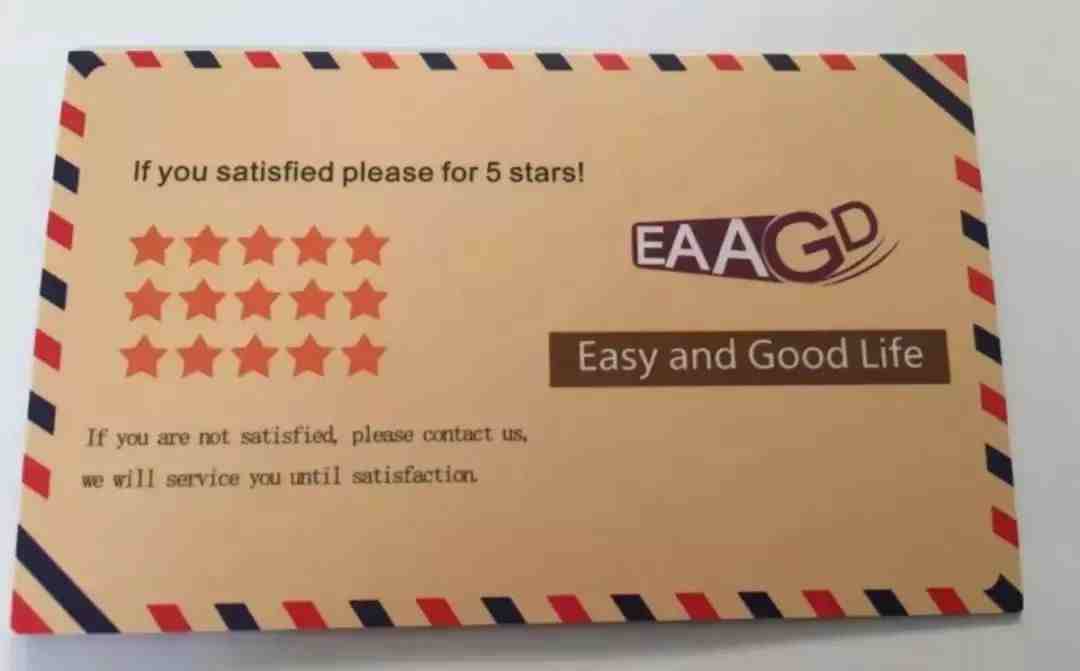 If you satisfied please for 5 stars!
EAAGD
Easy and Good Life
If you are not satisfied, please contact us,
we will service you until satisfaction.